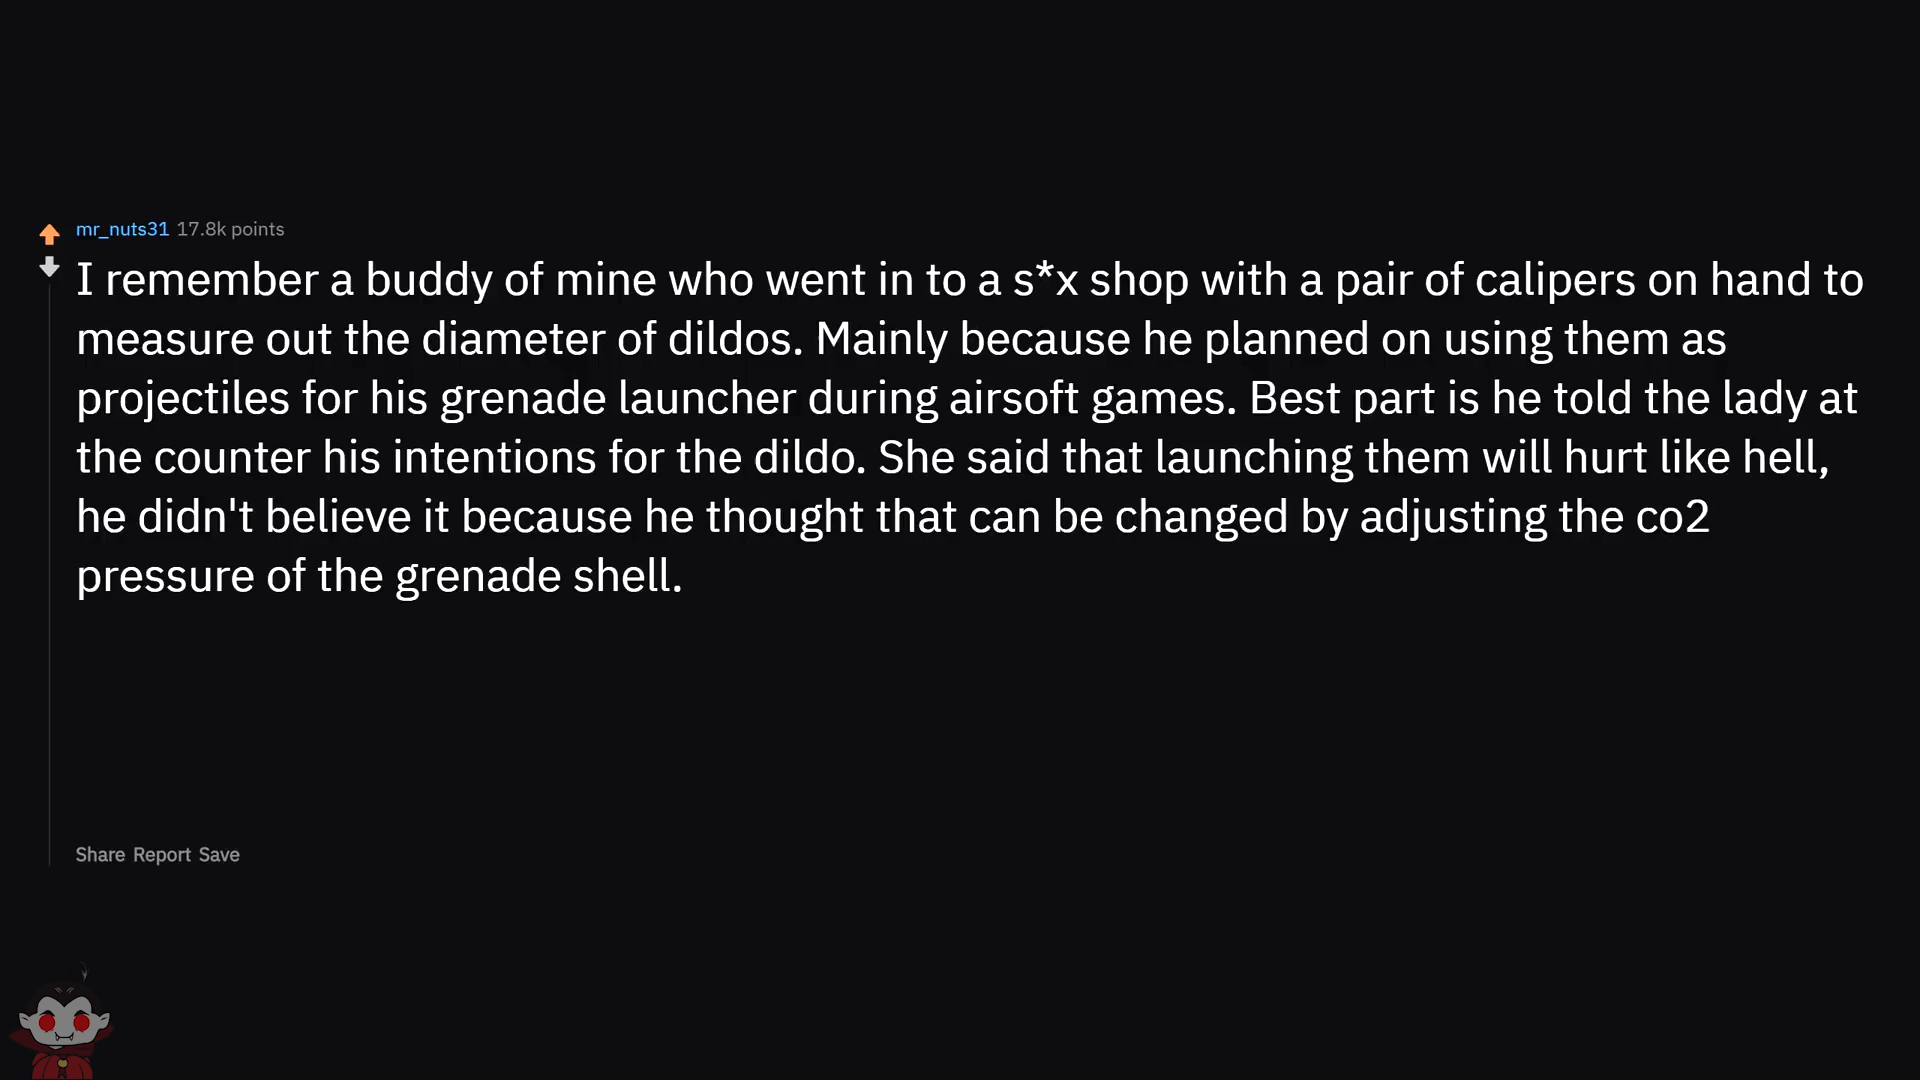 mr_nuts31 17.8k points
I remember a buddy of mine who went in to a s*x shop with a pair of calipers on hand to
measure out the diameter of dildos. Mainly because he planned on using them as
projectiles for his grenade launcher during airsoft games. Best part is he told the lady at
the counter his intentions for the dildo. She said that launching them will hurt like hell,
he didn't believe it because he thought that can be changed by adjusting the co2
pressure of the grenade shell.
Share Report Save